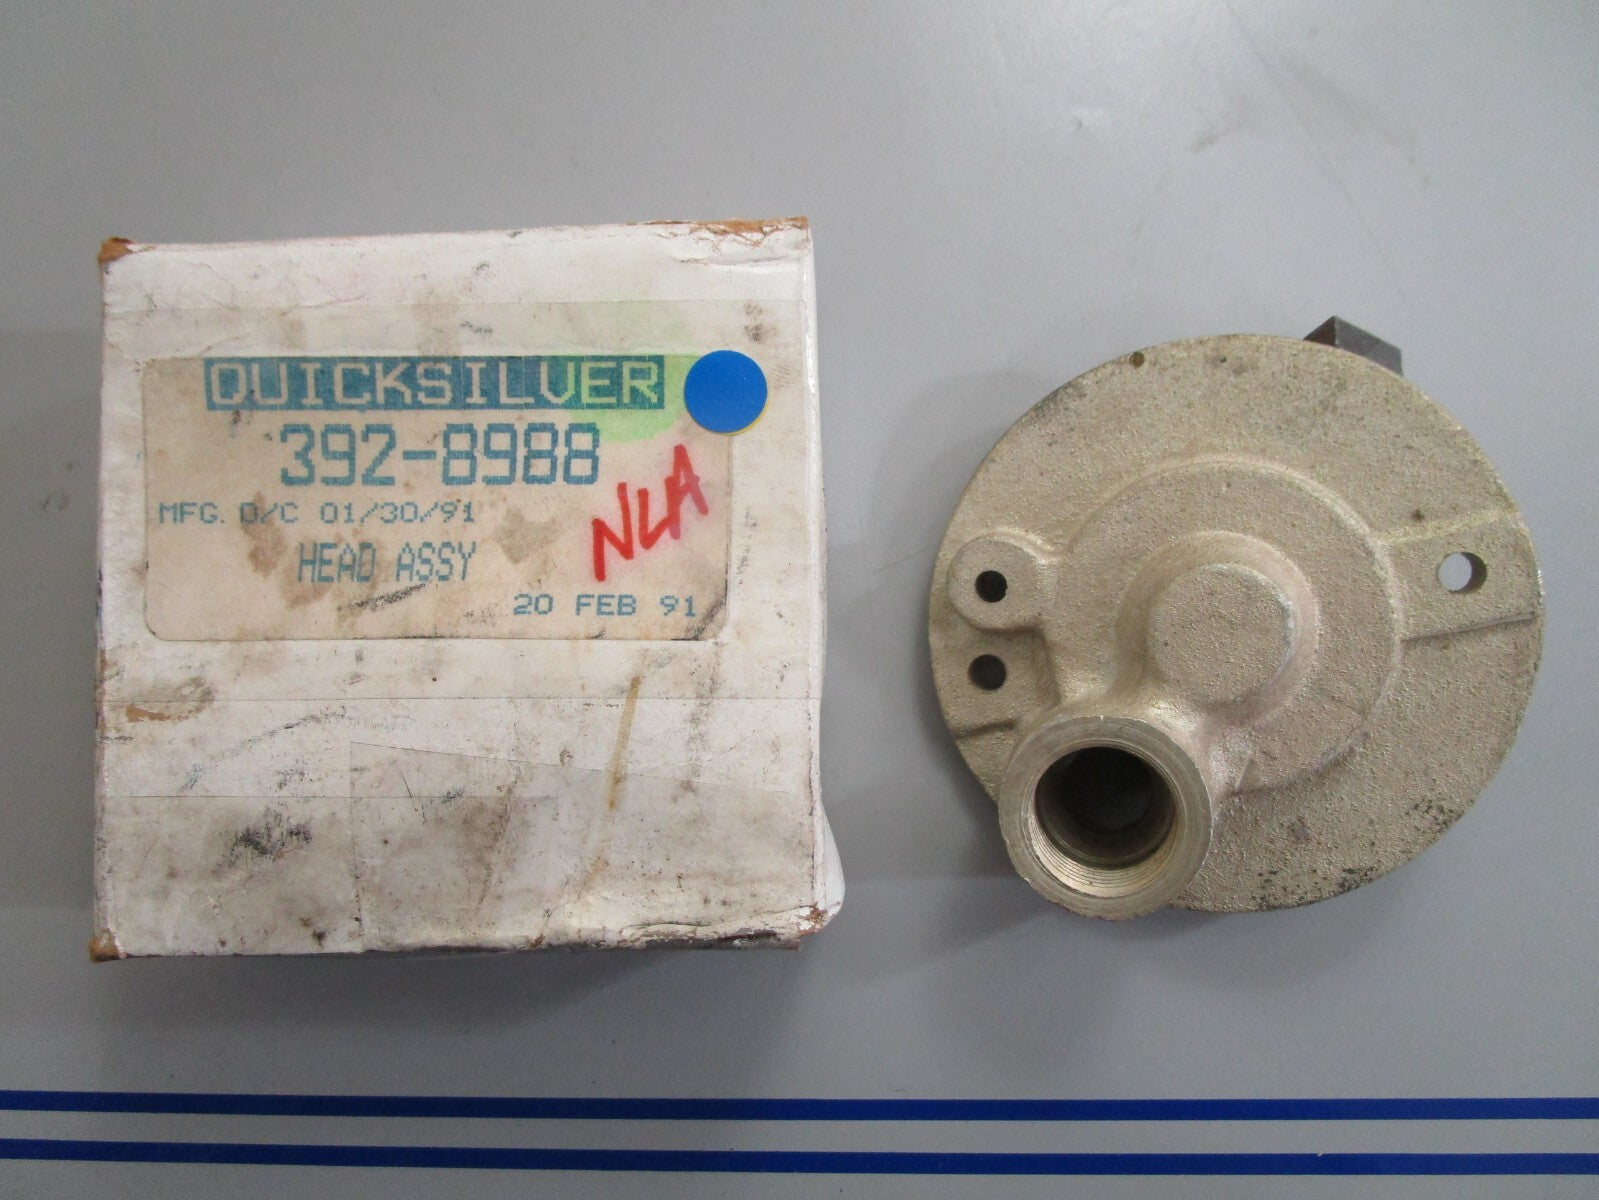 QUICKSILVER
392-8988
NLA
MFG. D/C 01/30/91
HEAD ASSY
20 FEB 91